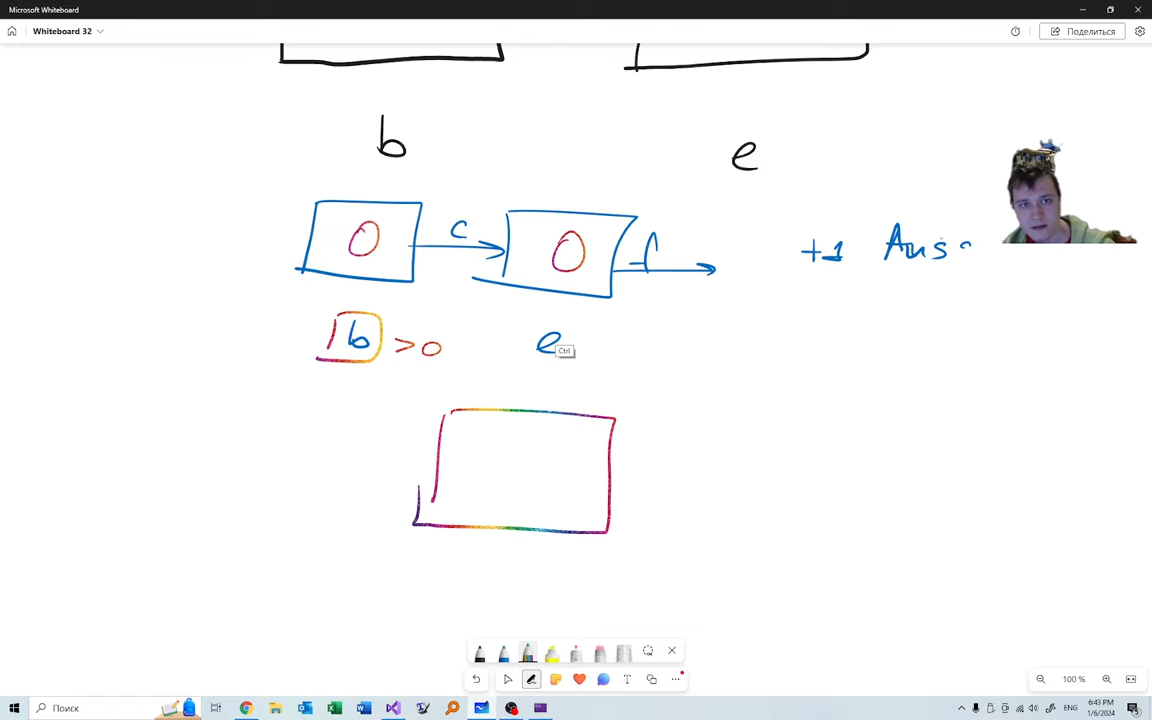 Microsoft Whiteboard
Whiteboard 32
Поделиться
b
e
0
c
0
f
+1 Ans
b > 0
e
Ctrl
100 %
Поиск
ENG
6:43 PM
1/6/2024